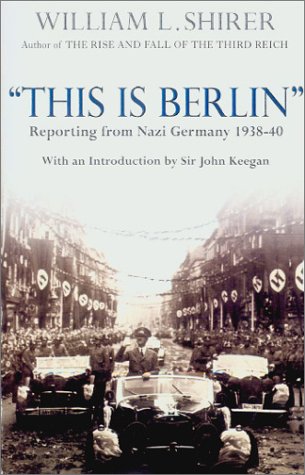 WILLIAM L. SHIRER
Author of THE RISE AND FALL OF THE THIRD REICH
"THIS IS BERLIN"
Reporting from Nazi Germany 1938-40
With an Introduction by Sir John Keegan